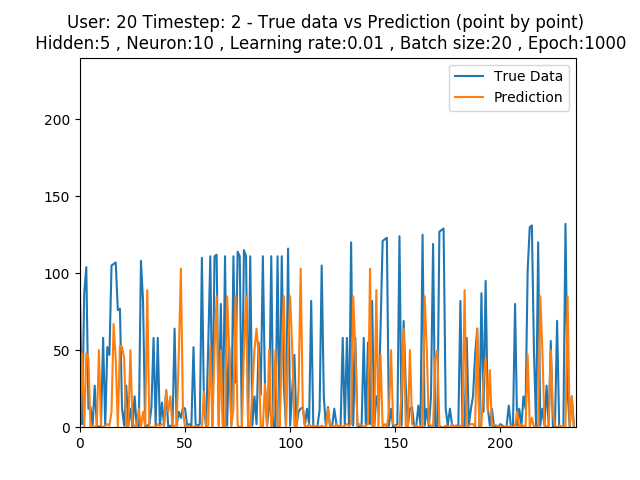 User: 20 Timestep: 2 - True data vs Prediction (point by point)
Hidden:5 , Neuron:10 , Learning rate:0.01 , Batch size:20 , Epoch:1000
True Data
Prediction
200
150
100
50
0
0
50
100
150
200